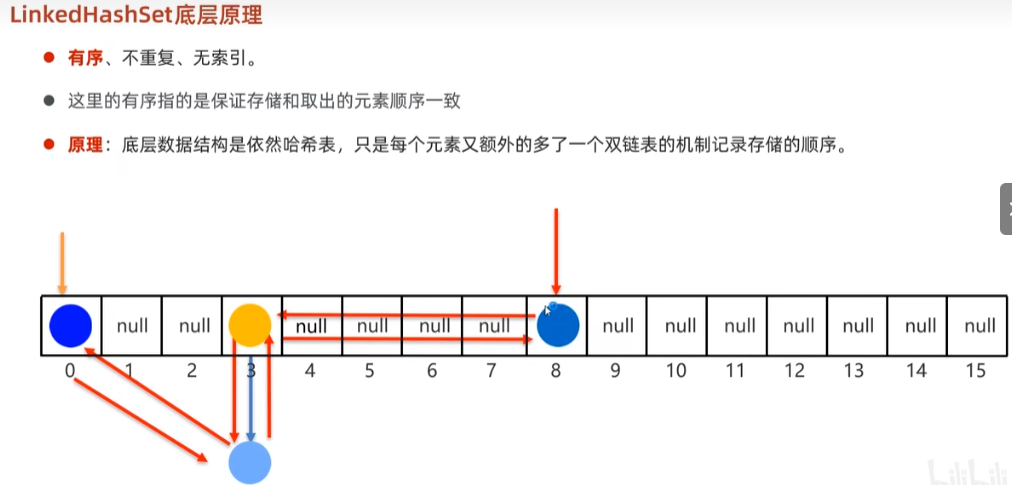 LinkedHashSet底层原理
有序、不重复、无索引。
这里的有序指的是保证存储和取出的元素顺序一致
原理：底层数据结构是依然哈希表，只是每个元素又额外的多了一个双链表的机制记录存储的顺序。
null null null null null null null null null null null null null
0 1 2 3 4 5 6 7 8 9 10 11 12 13 14 15